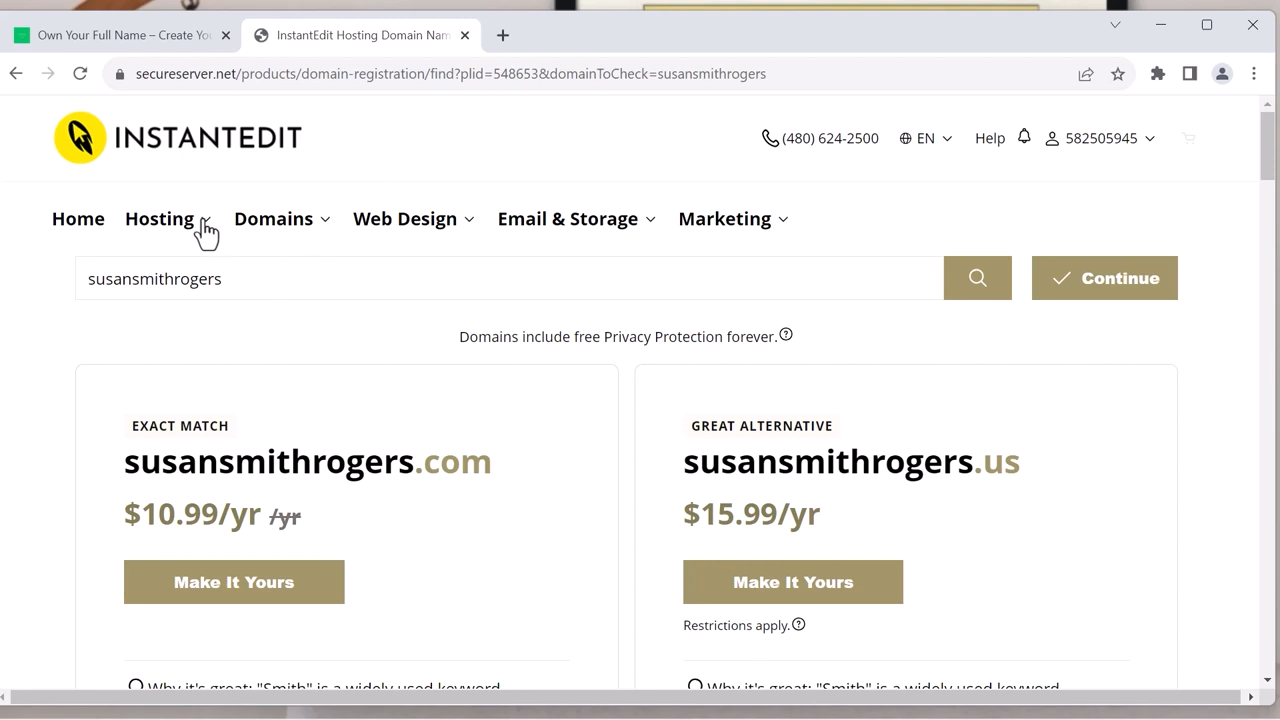 Own Your Full Name – Create Yo
InstantEdit Hosting Domain Nam
secureserver.net/products/domain-registration/find?plid=548653&domainToCheck=susansmithrogers
INSTANTEDIT
(480) 624-2500
EN
Help
582505945
Home
Hosting
Domains
Web Design
Email & Storage
Marketing
susansmithrogers
Continue
Domains include free Privacy Protection forever.
EXACT MATCH
susansmithrogers.com
$10.99/yr /yr
Make It Yours
GREAT ALTERNATIVE
susansmithrogers.us
$15.99/yr
Make It Yours
Restrictions apply.
Why it's great: "Smith" is a widely used keyword
Why it's great: "Smith" is a widely used keyword